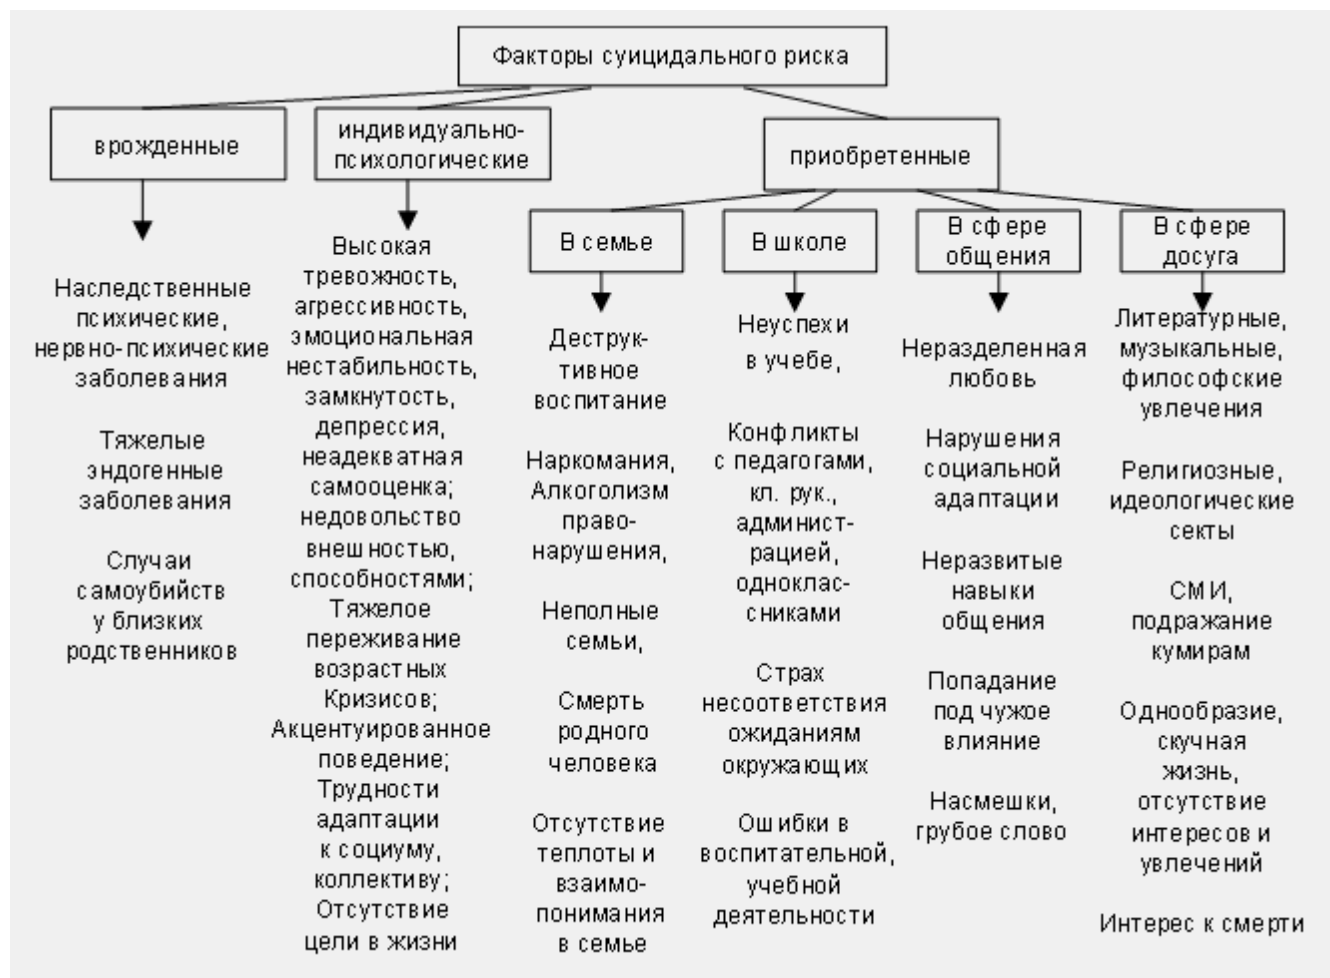 Факторы суицидального риска
врожденные
Наследственные
психические,
нервно-психические
заболевания
Тяжелые
эндогенные
заболевания
Случаи
самоубийств
у близких
родственников
индивидуально-
психологические
Высокая
тревожность,
агрессивность,
эмоциональная
нестабильность,
замкнутость,
депрессия,
неадекватная
самооценка;
недовольство
внешностью,
способностями;
Тяжелое
переживание
возрастных
Кризисов;
Акцентуированное
поведение;
Трудности
адаптации
к социуму,
коллективу;
Отсутствие
цели в жизни
приобретенные
В семье
Деструк-
тивное
воспитание
Наркомания,
Алкоголизм
право-
нарушения,
Неполные
семьи,
Смерть
родного
человека
Отсутствие
теплоты и
взаимо-
понимания
в семье
В школе
Неуспехи
в учебе,
Конфликты
с педагогами,
кл. рук.,
админист-
рацией,
одноклас-
сниками
Страх
несоответствия
ожиданиям
окружающих
Ошибки в
воспитательной,
учебной
деятельности
В сфере
общения
Неразделенная
любовь
Нарушения
социальной
адаптации
Неразвитые
навыки
общения
Попадание
под чужое
влияние
Насмешки,
грубое слово
В сфере
досуга
Литературные,
музыкальные,
философские
увлечения
Религиозные,
идеологические
секты
СМИ,
подражание
кумирам
Однообразие,
скучная
жизнь,
отсутствие
интересов и
увлечений
Интерес к смерти